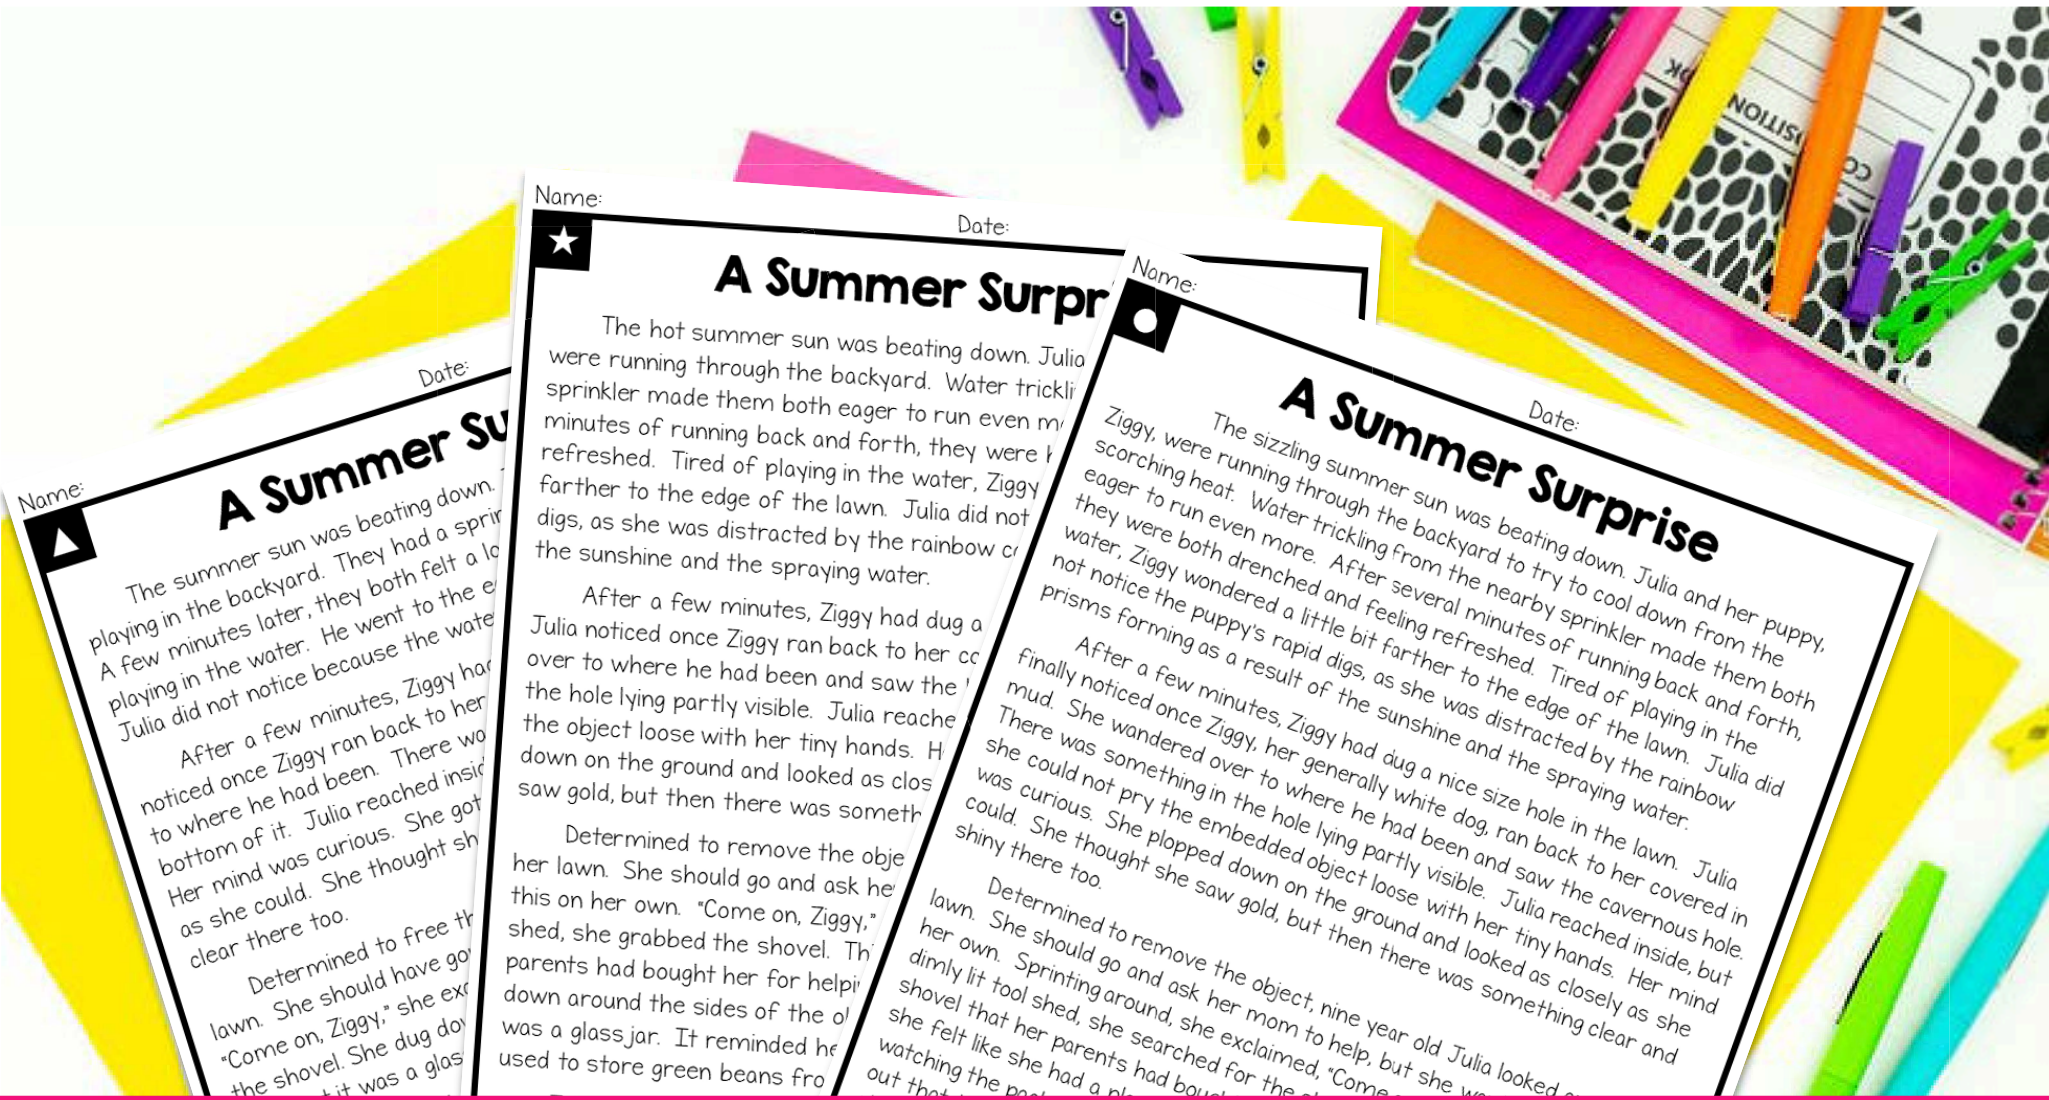 Name:
Date:
A Summer Su
The summer sun was beating down.
playing in the backyard. They had a sprin
A few minutes later, they both felt a lo
playing in the water. He went to the e
Julia did not notice because the wate
After a few minutes, Ziggy had
noticed once Ziggy ran back to her
to where he had been. There wa
bottom of it. Julia reached insid
Her mind was curious. She got
as she could. She thought sh
clear there too.
Determined to free th
lawn. She should have go
"Come on, Ziggy," she exc
the shovel. She dug dow
it was a glas
Name:
Date:
A Summer Surpr
The hot summer sun was beating down. Julia
were running through the backyard. Water trickli
sprinkler made them both eager to run even m
minutes of running back and forth, they were
refreshed. Tired of playing in the water, Ziggy
farther to the edge of the lawn. Julia did not
digs, as she was distracted by the rainbow c
the sunshine and the spraying water.
After a few minutes, Ziggy had dug a
Julia noticed once Ziggy ran back to her co
over to where he had been and saw the
the hole lying partly visible. Julia reache
the object loose with her tiny hands. H
down on the ground and looked as clos
saw gold, but then there was someth
Determined to remove the obje
her lawn. She should go and ask he
this on her own. "Come on, Ziggy,"
shed, she grabbed the shovel. Th
parents had bought her for helpi
down around the sides of the o
was a glass jar. It reminded he
used to store green beans fro
Name:
Date:
A Summer Surprise
The sizzling summer sun was beating down. Julia and her puppy,
Ziggy, were running through the backyard to try to cool down from the
scorching heat. Water trickling from the nearby sprinkler made them both
eager to run even more. After several minutes of running back and forth,
they were both drenched and feeling refreshed. Tired of playing in the
water, Ziggy wondered a little bit farther to the edge of the lawn. Julia did
not notice the puppy's rapid digs, as she was distracted by the rainbow
prisms forming as a result of the sunshine and the spraying water.
After a few minutes, Ziggy had dug a nice size hole in the lawn. Julia
finally noticed once Ziggy, her generally white dog, ran back to her covered in
mud. She wandered over to where he had been and saw the cavernous hole.
There was something in the hole lying partly visible. Julia reached inside, but
she could not pry the embedded object loose with her tiny hands. Her mind
was curious. She plopped down on the ground and looked as closely as she
could. She thought she saw gold, but then there was something clear and
shiny there too.
Determined to remove the object, nine year old Julia looked
lawn. She should go and ask her mom to help, but she w
her own. Sprinting around, she exclaimed, "Come
dimly lit tool shed, she searched for the
shovel that her parents had boug
she felt like she had a pl
watching the
out that
COMPOSITION
BOOK